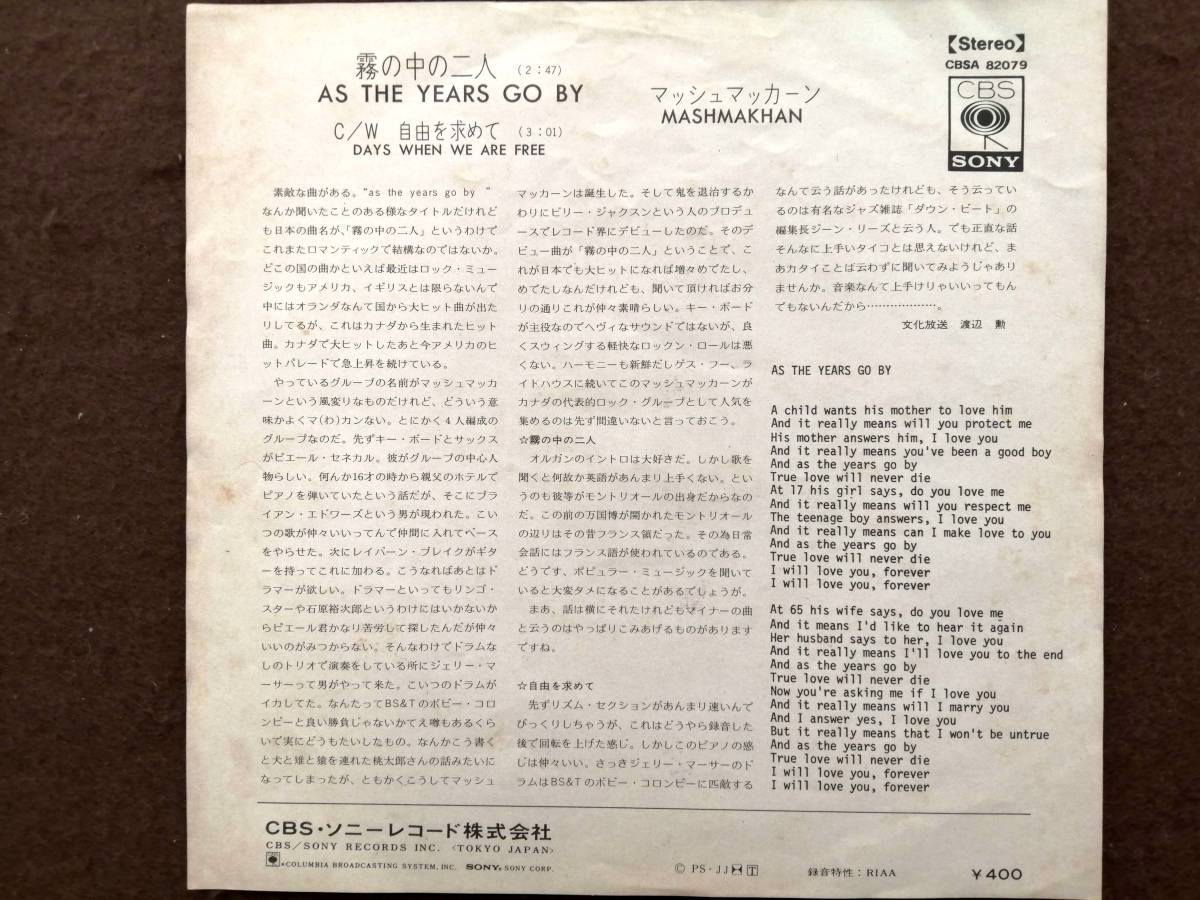 霧の中の二人 (2:47)
AS THE YEARS GO BY
C/W 自由を求めて (3:01)
DAYS WHEN WE ARE FREE
マッシュマッカーン
MASHMAKHAN
【Stereo】
CBSA 82079
CBS
SONY
素敵な曲がある。“as the years go by ”
なんか聞いたことのある様なタイトルだけれど
も日本の曲名が、「霧の中の二人」というわけで
これまたロマンティックで結構なのではないか。
どこの国の曲かといえば最近はロック・ミュー
ジックもアメリカ、イギリスとは限らないんで
中にはオランダなんて国から大ヒット曲が出た
りしてるが、これはカナダから生まれたヒット
曲。カナダで大ヒットしたあと今アメリカのヒ
ットパレードで急上昇を続けている。
やっているグループの名前がマッシュマッカ
ーンという風変りなものだけれど、どういう意
味かよくマ(わ)カンない。とにかく4人編成の
グループなのだ。先ずキー・ボードとサックス
がピエール・セネカル。彼がグループの中心人
物らしい。何んか16才の時から親父のホテルで
ピアノを弾いていたという話だが、そこにブラ
イアン・エドワーズという男が現われた。こい
つの歌が仲々いいってんで仲間に入れてベース
をやらせた。次にレイバーン・ブレイクがギタ
ーを持ってこれに加わる。こうなればあとはド
ラマーが欲しい。ドラマーといってもリンゴ・
スターや石原裕次郎というわけにはいかないか
らピエール君かなり苦労して探したんだが仲々
いいのがみつからない。そんなわけでドラムな
しのトリオで演奏をしている所にジェリー・マ
ーサーって男がやって来た。こいつのドラムが
イカしてた。なんたってBS&Tのボビー・コロ
ンビーと良い勝負じゃないかてえ噂もあるくら
いで実にどうもたいしたもの。なんかこう書く
と犬と雉と猿を連れた桃太郎さんの話みたいに
なってしまったが、ともかくこうしてマッシュ
マッカーンは誕生した。そして鬼を退治するか
わりにビリー・ジャクスンという人のプロデュ
ースでレコード界にデビューしたのだ。そのデ
ビュー曲が「霧の中の二人」ということで、こ
れが日本でも大ヒットになれば増々めでたし、
めでたしなんだけれども、聞いて頂ければお分
りの通りこれが仲々素晴らしい。キー・ボード
が主役なのでヘヴィなサウンドではないが、良
くスウィングする軽快なロックン・ロールは悪
くない。ハーモニーも新鮮だしゲス・フー、ラ
イトハウスに続いてこのマッシュマッカーンが
カナダの代表的ロック・グループとして人気を
集めるのは先ず間違いないと言っておこう。
☆霧の中の二人
オルガンのイントロは大好きだ。しかし歌を
聞くと何故か英語があんまり上手くない。とい
うのも彼等がモントリオールの出身だからなの
だ。この前の万国博が開かれたモントリオール
の辺りはその昔フランス領だった。その為日常
会話にはフランス語が使われているのである。
どうです、ポピュラー・ミュージックを聞いて
いると大変タメになることがあるでしょうが。
まあ、話は横にそれたけれどもマイナーの曲
と云うのはやっぱりこみあげるものがあります
ですね。
☆自由を求めて
先ずリズム・セクションがあんまり速いんで
びっくりしちゃうが、これはどうやら録音した
後で回転を上げた感じ。しかしこのピアノの感
じは仲々いい。さっきジェリー・マーサーのド
ラムはBS&Tのボビー・コロンビーに匹敵する
なんて云う話があったけれども、そう云ってい
るのは有名なジャズ雑誌「ダウン・ビート」の
編集長ジーン・リーズと云う人。でも正直な話
そんなに上手いタイコとは思えないけれど、ま
あカタイことば云わずに聞いてみようじゃあり
ませんか。音楽なんて上手けりゃいいってもん
でもないんだから………………。
文化放送 渡辺 勲
AS THE YEARS GO BY
A child wants his mother to love him
And it really means will you protect me
His mother answers him, I love you
And it really means you've been a good boy
And as the years go by
True love will never die
At 17 his girl says, do you love me
And it really means will you respect me
The teenage boy answers, I love you
And it really means can I make love to you
And as the years go by
True love will never die
I will love you, forever
I will love you, forever
At 65 his wife says, do you love me
And it means I'd like to hear it again
Her husband says to her, I love you
And it really means I'll love you to the end
And as the years go by
True love will never die
Now you're asking me if I love you
And it really means will I marry you
And I answer yes, I love you
But it really means that I won't be untrue
And as the years go by
True love will never die
I will love you, forever
I will love you, forever
CBS・ソニーレコード株式会社
CBS/SONY RECORDS INC. <TOKYO JAPAN>
COLUMBIA BROADCASTING SYSTEM, INC. SONY, SONY CORP.
Ⓒ PS・JJ T
録音特性：RIAA
¥400